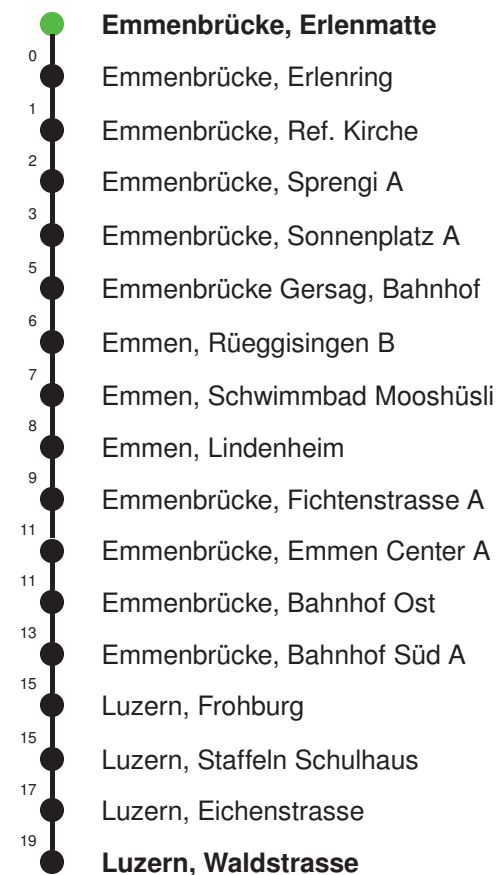 Emmenbrücke, Erlenmatte
0
Emmenbrücke, Erlenring
1
Emmenbrücke, Ref. Kirche
2
Emmenbrücke, Sprengi A
3
Emmenbrücke, Sonnenplatz A
5
Emmenbrücke Gersag, Bahnhof
6
Emmen, Rüeggisingen B
7
Emmen, Schwimmbad Mooshüsli
8
Emmen, Lindenheim
9
Emmenbrücke, Fichtenstrasse A
11
Emmenbrücke, Emmen Center A
11
Emmenbrücke, Bahnhof Ost
13
Emmenbrücke, Bahnhof Süd A
15
Luzern, Frohburg
15
Luzern, Staffeln Schulhaus
17
Luzern, Eichenstrasse
19
Luzern, Waldstrasse